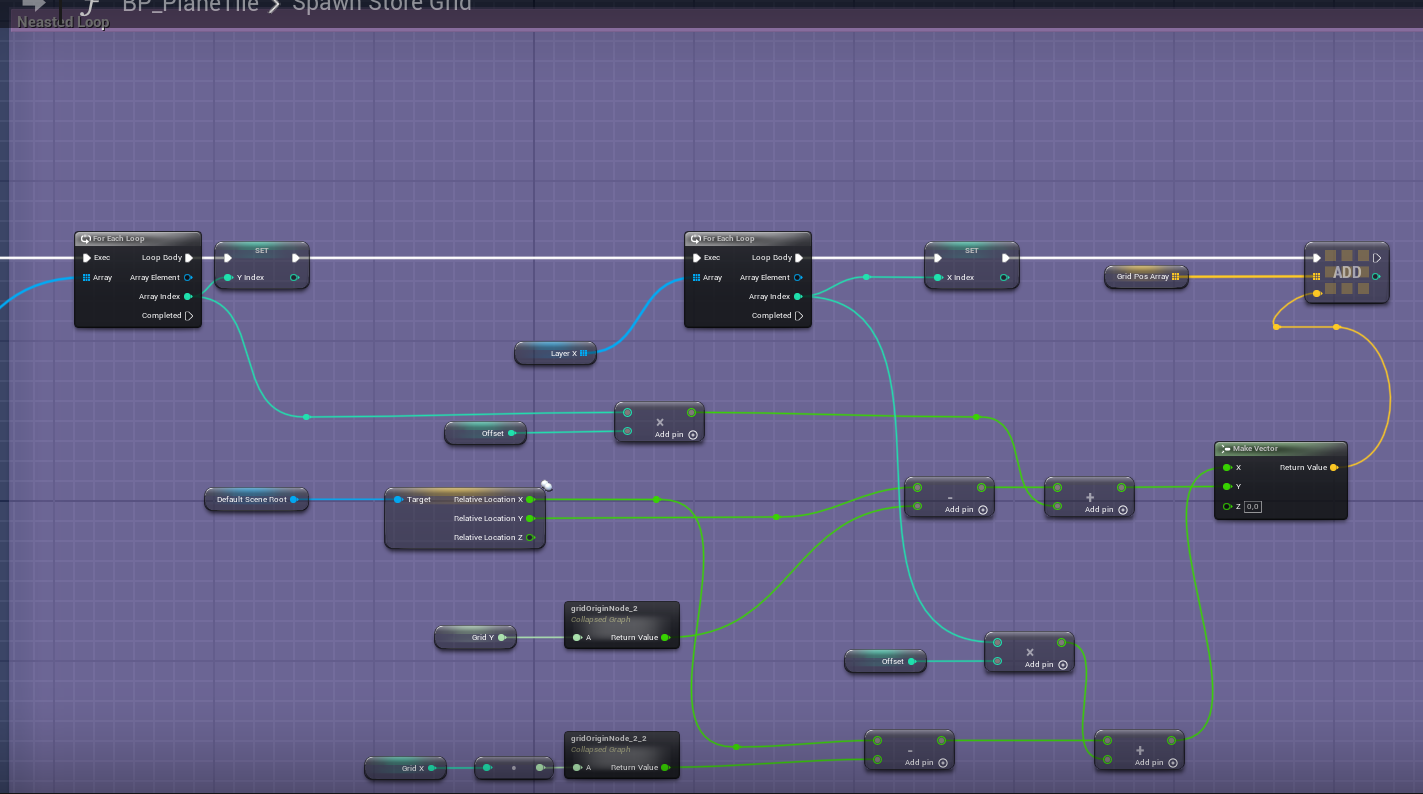 BP_PlaneTile > Spawn Store Grid
Neasted Loop
For Each Loop
Exec
Loop Body
Array
Array Element
Array Index
Completed
SET
Y Index
For Each Loop
Exec
Loop Body
Array
Array Element
Array Index
Completed
SET
X Index
Grid Pos Array
ADD
Layer X
Offset
Add pin
Default Scene Root
Target
Relative Location X
Relative Location Y
Relative Location Z
Add pin
Add pin
Make Vector
X
Return Value
Y
Z
0,0
Grid Y
gridOriginNode_2
Collapsed Graph
A
Return Value
Offset
Add pin
Grid X
gridOriginNode_2_2
Collapsed Graph
A
Return Value
Add pin
Add pin